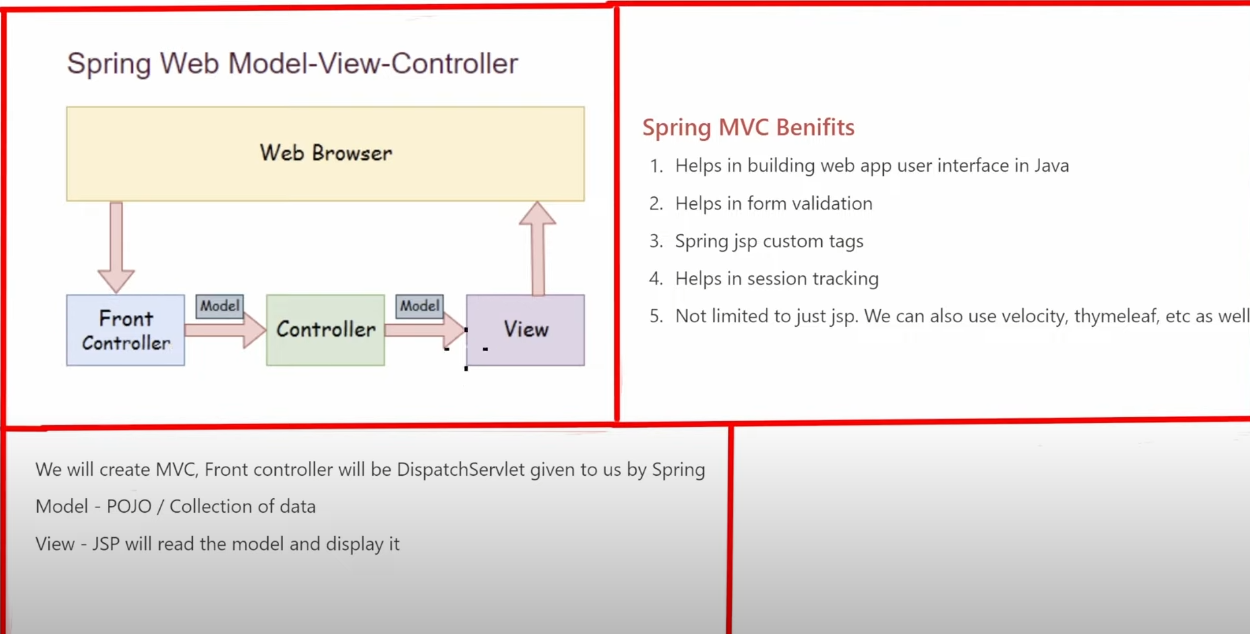 Spring Web Model-View-Controller
Web Browser
Model
Model
Front
Controller
Controller
View
Spring MVC Benifits
1. Helps in building web app user interface in Java
2. Helps in form validation
3. Spring jsp custom tags
4. Helps in session tracking
5. Not limited to just jsp. We can also use velocity, thymeleaf, etc as well
We will create MVC, Front controller will be DispatchServlet given to us by Spring
Model - POJO / Collection of data
View - JSP will read the model and display it